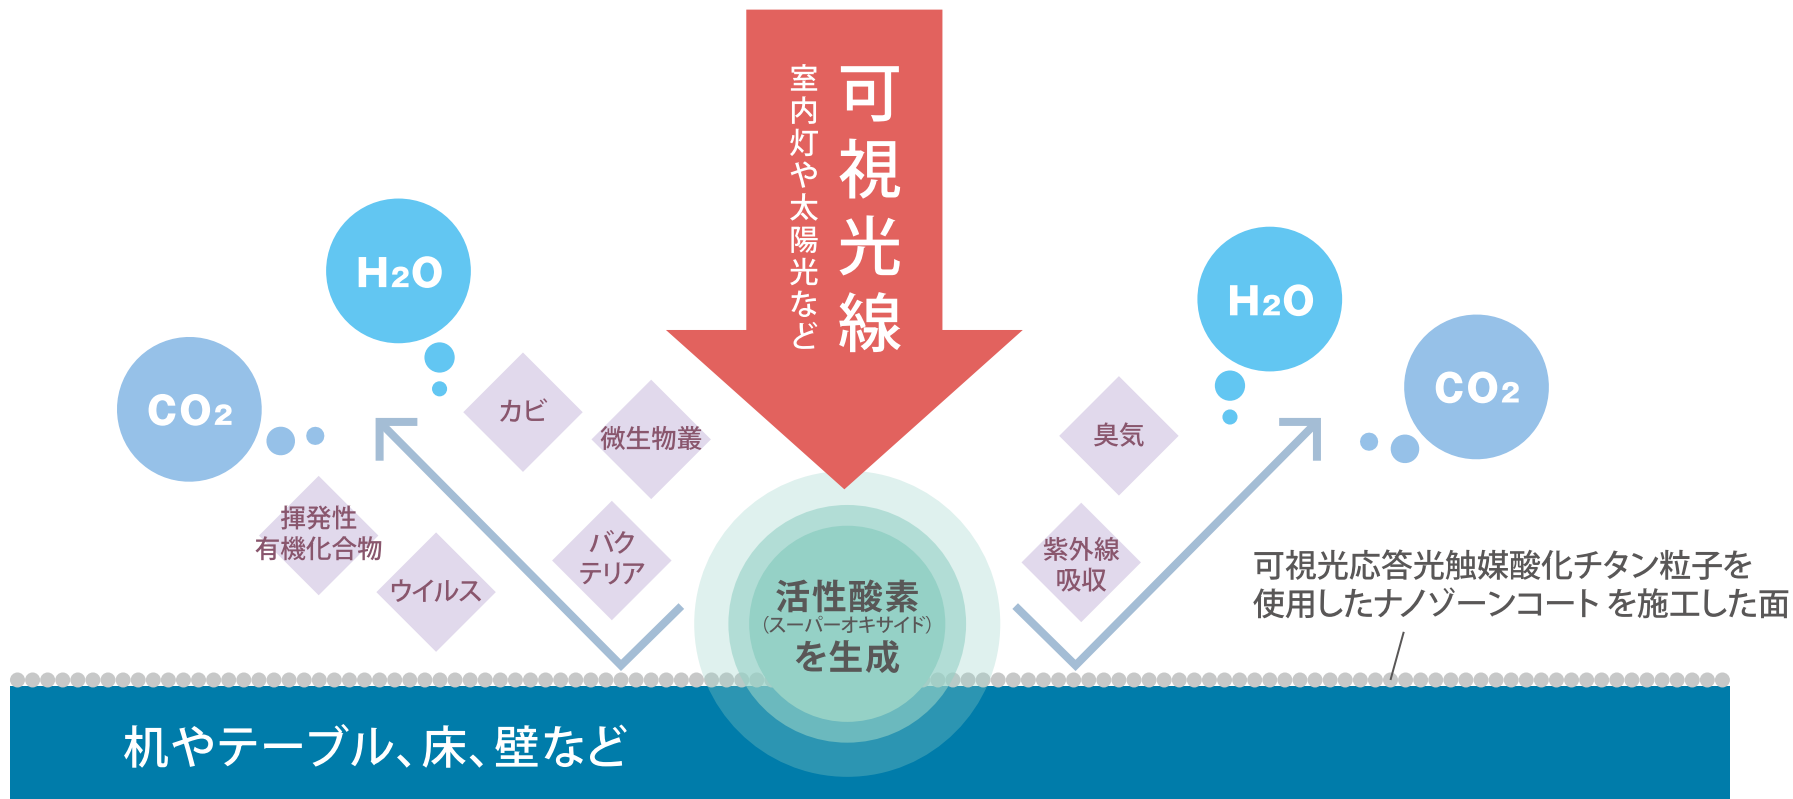 可視光線
室内灯や太陽光など
H2O
CO2
カビ
微生物叢
揮発性
有機化合物
ウイルス
バク
テリア
活性酸素
（スーパーオキサイド）
を生成
H2O
CO2
臭気
紫外線
吸収
可視光応答光触媒酸化チタン粒子を
使用したナノゾーンコート を施工した面
机やテーブル、床、壁など